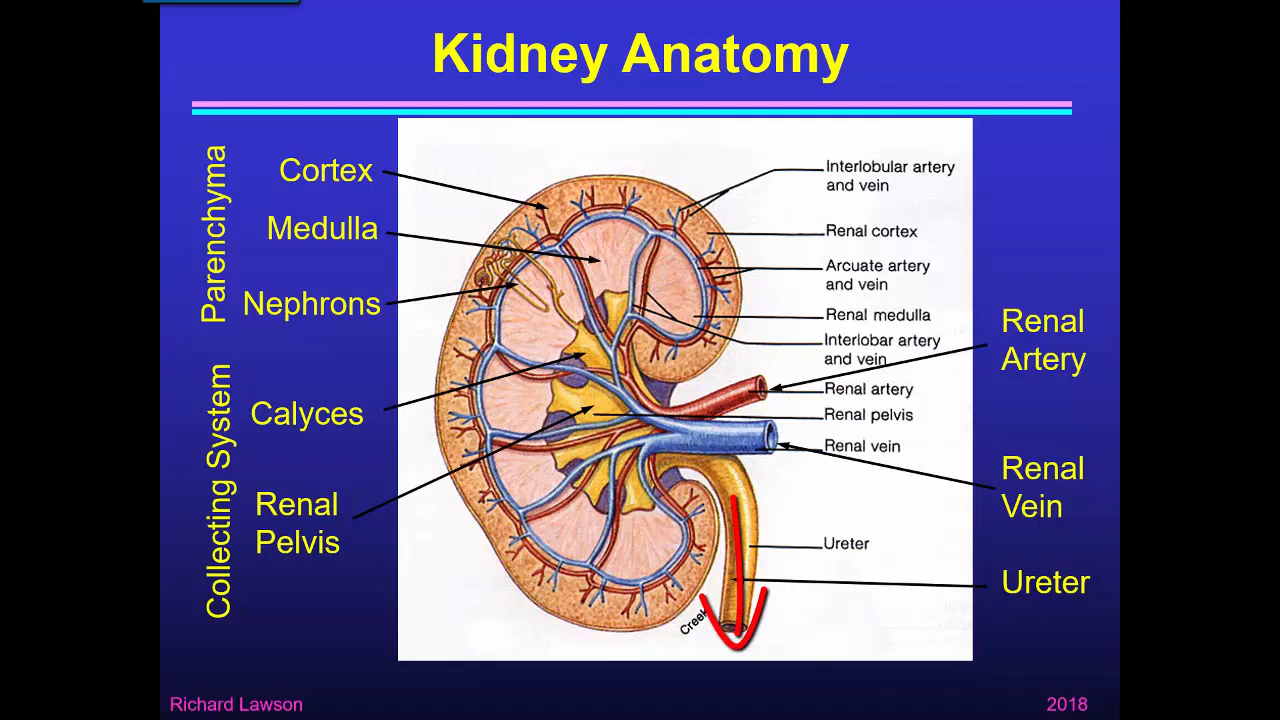 Kidney Anatomy
Parenchyma
Cortex
Medulla
Nephrons
Collecting System
Calyces
Renal
Pelvis
Interlobular artery
and vein
Renal cortex
Arcuate artery
and vein
Renal medulla
Interlobar artery
and vein
Renal artery
Renal pelvis
Renal vein
Ureter
Creek
Renal
Artery
Renal
Vein
Ureter
Richard Lawson
2018